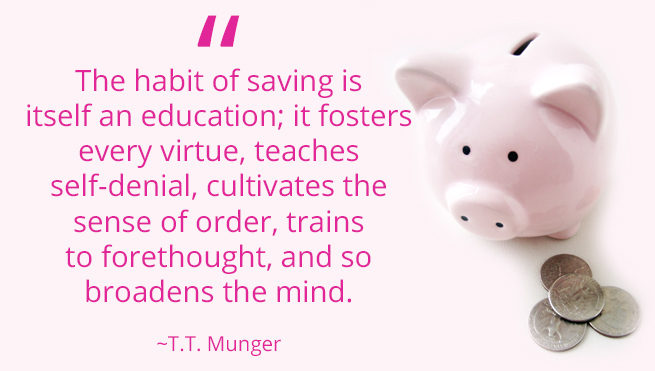 “
The habit of saving is
itself an education; it fosters
every virtue, teaches
self-denial, cultivates the
sense of order, trains
to forethought, and so
broadens the mind.
~T.T. Munger